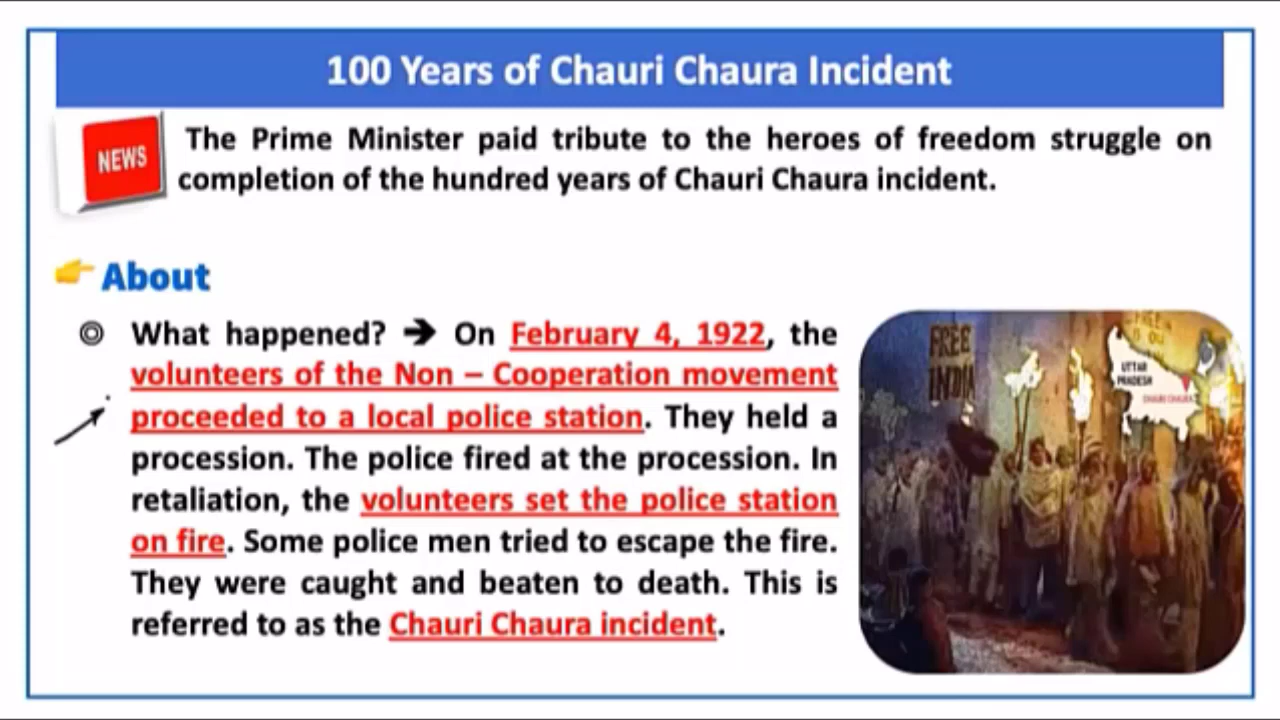 100 Years of Chauri Chaura Incident
NEWS
The Prime Minister paid tribute to the heroes of freedom struggle on
completion of the hundred years of Chauri Chaura incident.
About
What happened? ➔ On February 4, 1922, the
volunteers of the Non – Cooperation movement
proceeded to a local police station. They held a
procession. The police fired at the procession. In
retaliation, the volunteers set the police station
on fire. Some police men tried to escape the fire.
They were caught and beaten to death. This is
referred to as the Chauri Chaura incident.
FREE
INDIA
UTTAR
PRADESH